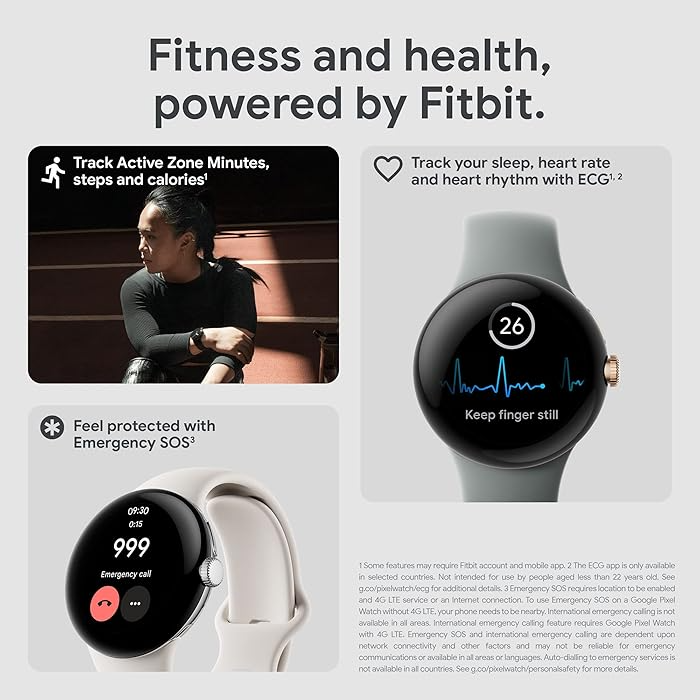 Fitness and health,
powered by Fitbit.
Track Active Zone Minutes,
steps and calories¹
Track your sleep, heart rate
and heart rhythm with ECG¹, ²
26
Keep finger still
Feel protected with
Emergency SOS³
09:30
0:15
999
Emergency call
1 Some features may require Fitbit account and mobile app. 2 The ECG app is only available
in selected countries. Not intended for use by people aged less than 22 years old. See
g.co/pixelwatch/ecg for additional details. 3 Emergency SOS requires location to be enabled
and 4G LTE service or an Internet connection. To use Emergency SOS on a Google Pixel
Watch without 4G LTE, your phone needs to be nearby. International emergency calling is not
available in all areas. International emergency calling feature requires Google Pixel Watch
with 4G LTE. Emergency SOS and international emergency calling are dependent upon
network connectivity and other factors and may not be reliable for emergency
communications or available in all areas or languages. Auto-dialling to emergency services is
not available in all countries. See g.co/pixelwatch/personalsafety for more details.